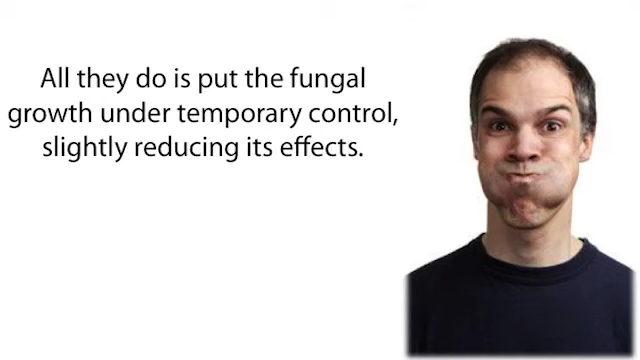 All they do is put the fungal
growth under temporary control,
slightly reducing its effects.